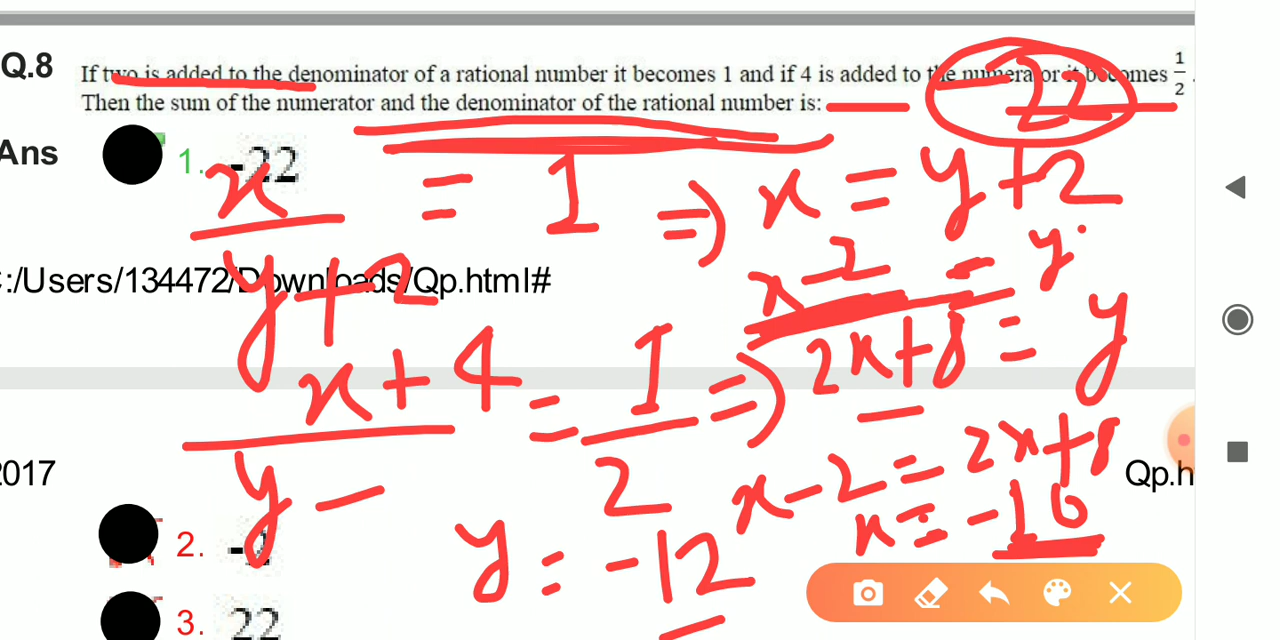 Q.8 If two is added to the denominator of a rational number it becomes 1 and if 4 is added to the numerator it becomes 1/2.
Then the sum of the numerator and the denominator of the rational number is:
-22
Ans 1. -22
x/(y+2) = 1 ⇒ x = y+2
x-2 = y
:/Users/134472/Downloads/Qp.html#
(x+4)/y = 1/2 ⇒ 2x+8 = y
x-2 = 2x+8
2017 Qp.h
x = -10
y = -12
2.
3. 22